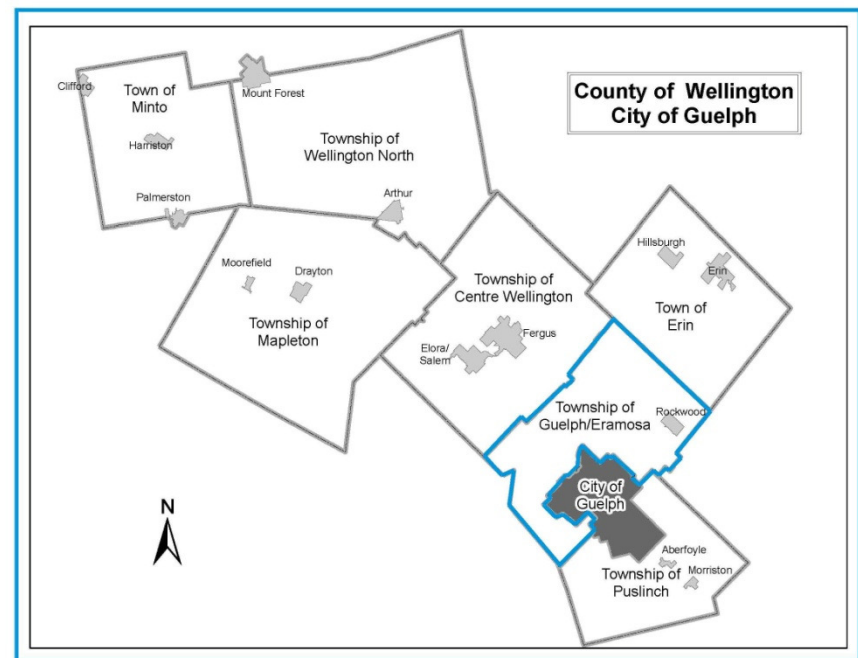 County of Wellington
City of Guelph
Clifford
Town of
Minto
Mount Forest
Harriston
Township of
Wellington North
Palmerston
Arthur
Moorefield
Drayton
Township of
Mapleton
Township of
Centre Wellington
Fergus
Elora/
Salem
Hillsburgh
Erin
Town of
Erin
Township of
Guelph/Eramosa
Rockwood
City of
Guelph
Aberfoyle
Morriston
Township of
Puslinch
N